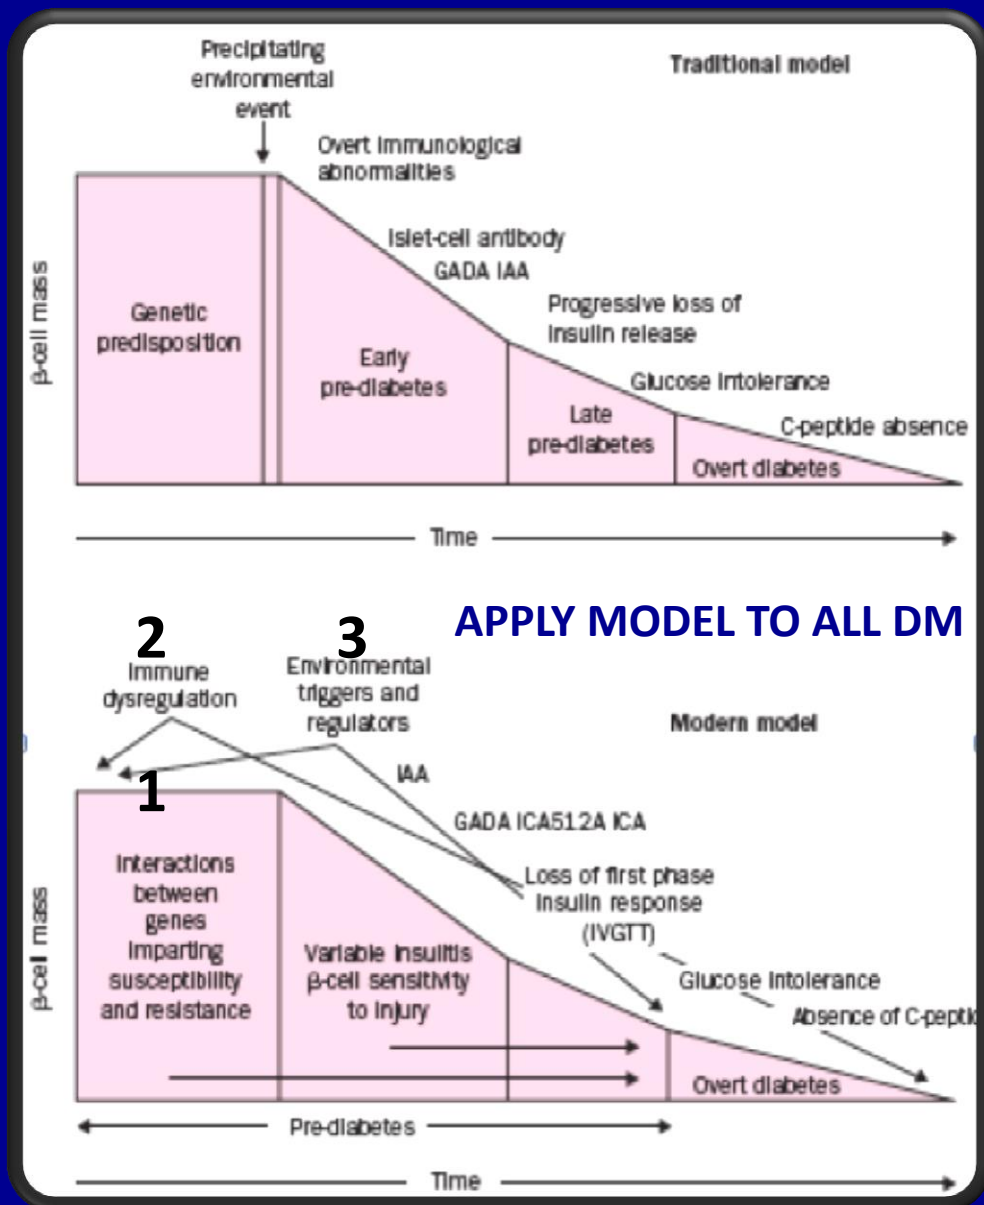 Precipitating
environmental
event
Traditional model
Overt immunological
abnormalities
Islet-cell antibody
GADA IAA
Progressive loss of
insulin release
Glucose intolerance
C-peptide absence
β-cell mass
Genetic
predisposition
Early
pre-diabetes
Late
pre-diabetes
Overt diabetes
Time
APPLY MODEL TO ALL DM
2
Immune
dysregulation
3
Environmental
triggers and
regulators
Modern model
1
IAA
GADA ICA512A ICA
Loss of first phase
insulin response
(IVGTT)
Glucose intolerance
Absence of C-peptid
β-cell mass
Interactions
between
genes
imparting
susceptibility
and resistance
Variable insulitis
β-cell sensitivity
to injury
Overt diabetes
Pre-diabetes
Time